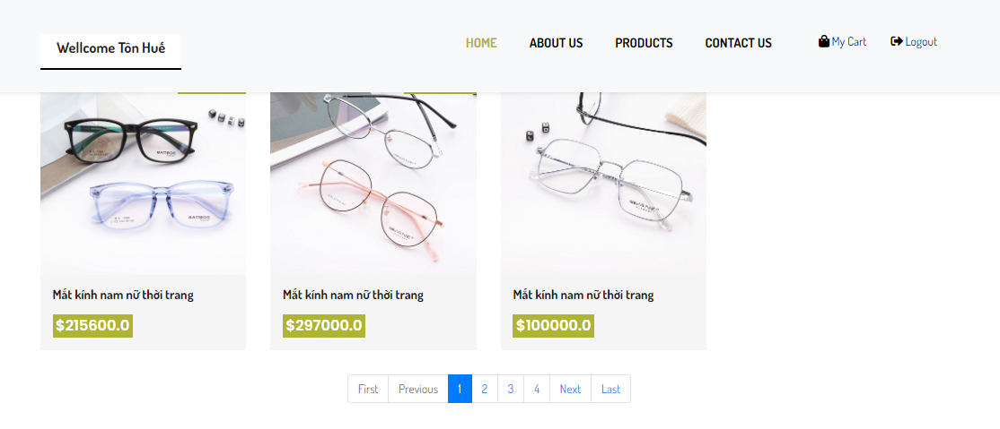 Wellcome Tôn Huế
HOME ABOUT US PRODUCTS CONTACT US My Cart Logout
BAMBOO
BAMBOO
Mắt kính nam nữ thời trang
$215600.0
Mắt kính nam nữ thời trang
$297000.0
Mắt kính nam nữ thời trang
$100000.0
First Previous 1 2 3 4 Next Last